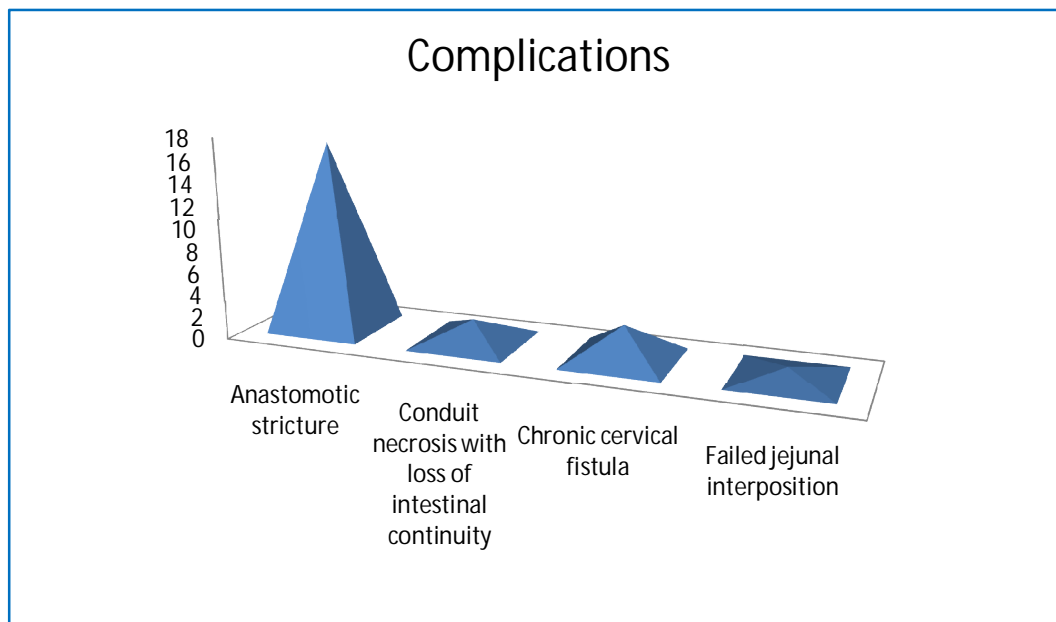 Complications
18
16
14
12
10
8
6
4
2
0
Anastomotic
stricture
Conduit
necrosis with
loss of
intestinal
continuity
Chronic cervical
fistula
Failed jejunal
interposition